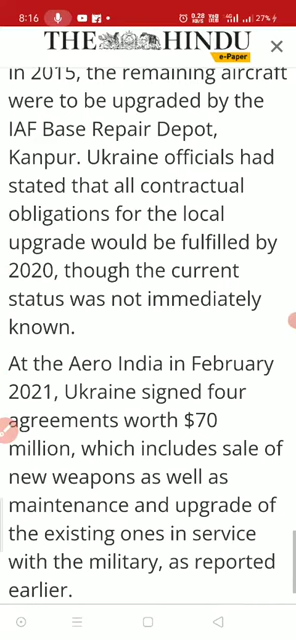 8:16
0.28 KB/S
27%
THE HINDU
e-Paper
in 2015, the remaining aircraft
were to be upgraded by the
IAF Base Repair Depot,
Kanpur. Ukraine officials had
stated that all contractual
obligations for the local
upgrade would be fulfilled by
2020, though the current
status was not immediately
known.
At the Aero India in February
2021, Ukraine signed four
agreements worth $70
million, which includes sale of
new weapons as well as
maintenance and upgrade of
the existing ones in service
with the military, as reported
earlier.